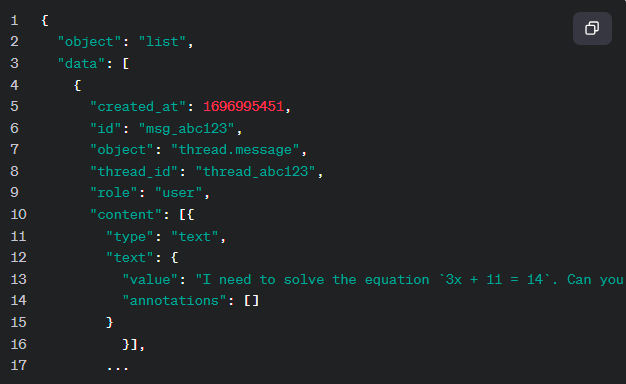 1 {
2 "object": "list",
3 "data": [
4 {
5 "created_at": 1696995451,
6 "id": "msg_abc123",
7 "object": "thread.message",
8 "thread_id": "thread_abc123",
9 "role": "user",
10 "content": [{
11 "type": "text",
12 "text": {
13 "value": "I need to solve the equation `3x + 11 = 14`. Can you
14 "annotations": []
15 }
16 }],
17 ...